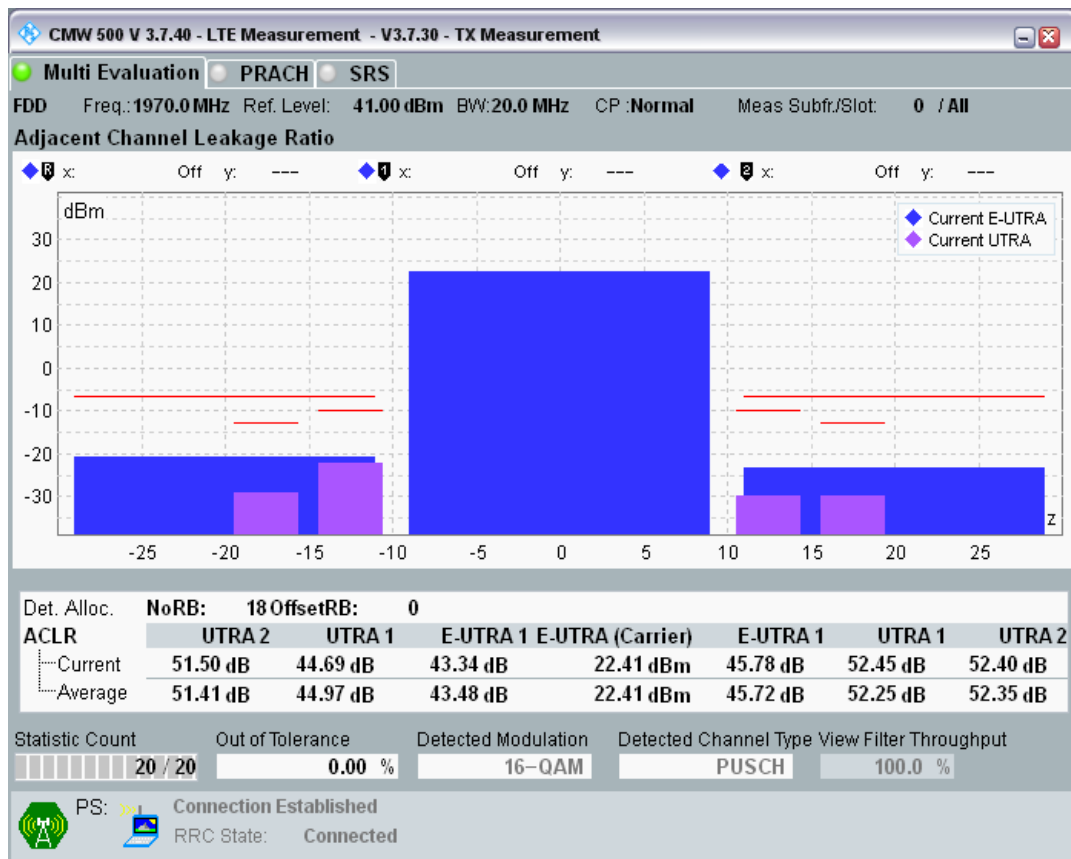 CMW 500 V 3.7.40 - LTE Measurement - V3.7.30 - TX Measurement
Multi Evaluation PRACH SRS
FDD Freq.:1970.0 MHz Ref. Level: 41.00 dBm BW:20.0 MHz CP :Normal Meas Subfr./Slot: 0 / All
Adjacent Channel Leakage Ratio
R x: Off y: --- 1 x: Off y: --- 2 x: Off y: ---
dBm
Current E-UTRA
Current UTRA
30
20
10
0
-10
-20
-30
z
-25 -20 -15 -10 -5 0 5 10 15 20 25
Det. Alloc. NoRB: 18 OffsetRB: 0
ACLR UTRA 2 UTRA 1 E-UTRA 1 E-UTRA (Carrier) E-UTRA 1 UTRA 1 UTRA 2
Current 51.50 dB 44.69 dB 43.34 dB 22.41 dBm 45.78 dB 52.45 dB 52.40 dB
Average 51.41 dB 44.97 dB 43.48 dB 22.41 dBm 45.72 dB 52.25 dB 52.35 dB
Statistic Count Out of Tolerance Detected Modulation Detected Channel Type View Filter Throughput
20 / 20 0.00 % 16-QAM PUSCH 100.0 %
PS: Connection Established
RRC State: Connected